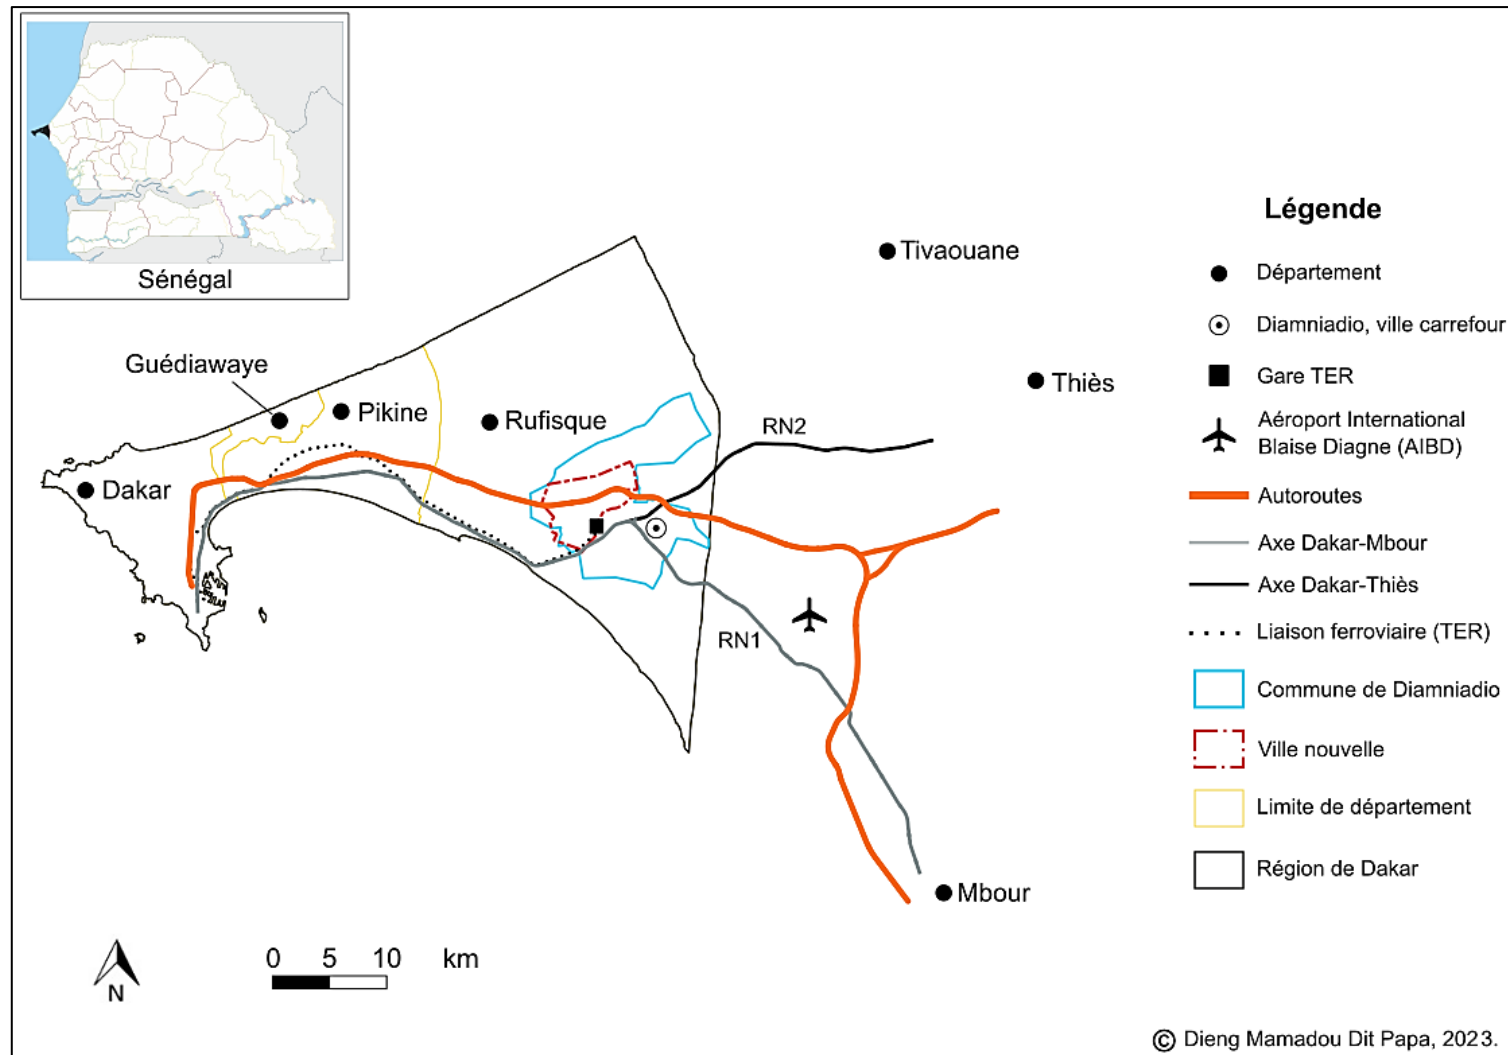 Sénégal
Tivaouane
Guédiawaye
Pikine
Rufisque
Thiès
RN2
Dakar
RN1
Mbour
N
0 5 10 km
Légende
Département
Diamniadio, ville carrefour
Gare TER
Aéroport International
Blaise Diagne (AIBD)
Autoroutes
Axe Dakar-Mbour
Axe Dakar-Thiès
Liaison ferroviaire (TER)
Commune de Diamniadio
Ville nouvelle
Limite de département
Région de Dakar
© Dieng Mamadou Dit Papa, 2023.